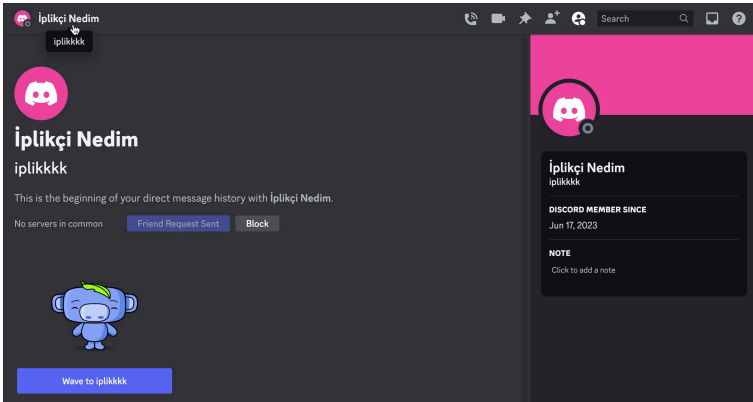 İplikçi Nedim
Search
iplikkkk
İplikçi Nedim
iplikkkk
This is the beginning of your direct message history with İplikçi Nedim.
No servers in common
Friend Request Sent
Block
Wave to iplikkkk
İplikçi Nedim
iplikkkk
DISCORD MEMBER SINCE
Jun 17, 2023
NOTE
Click to add a note